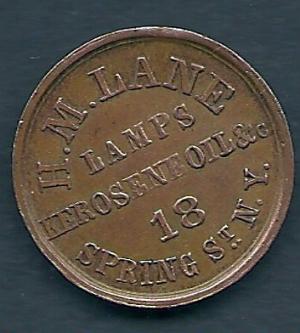 H.M.LANE
LAMPS
KEROSENE OIL &c
18
SPRING ST. N.Y.